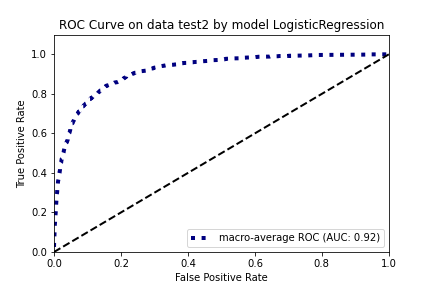 ROC Curve on data test2 by model LogisticRegression
True Positive Rate
1.0
0.8
0.6
0.4
0.2
0.0
macro-average ROC (AUC: 0.92)
0.0 0.2 0.4 0.6 0.8 1.0
False Positive Rate